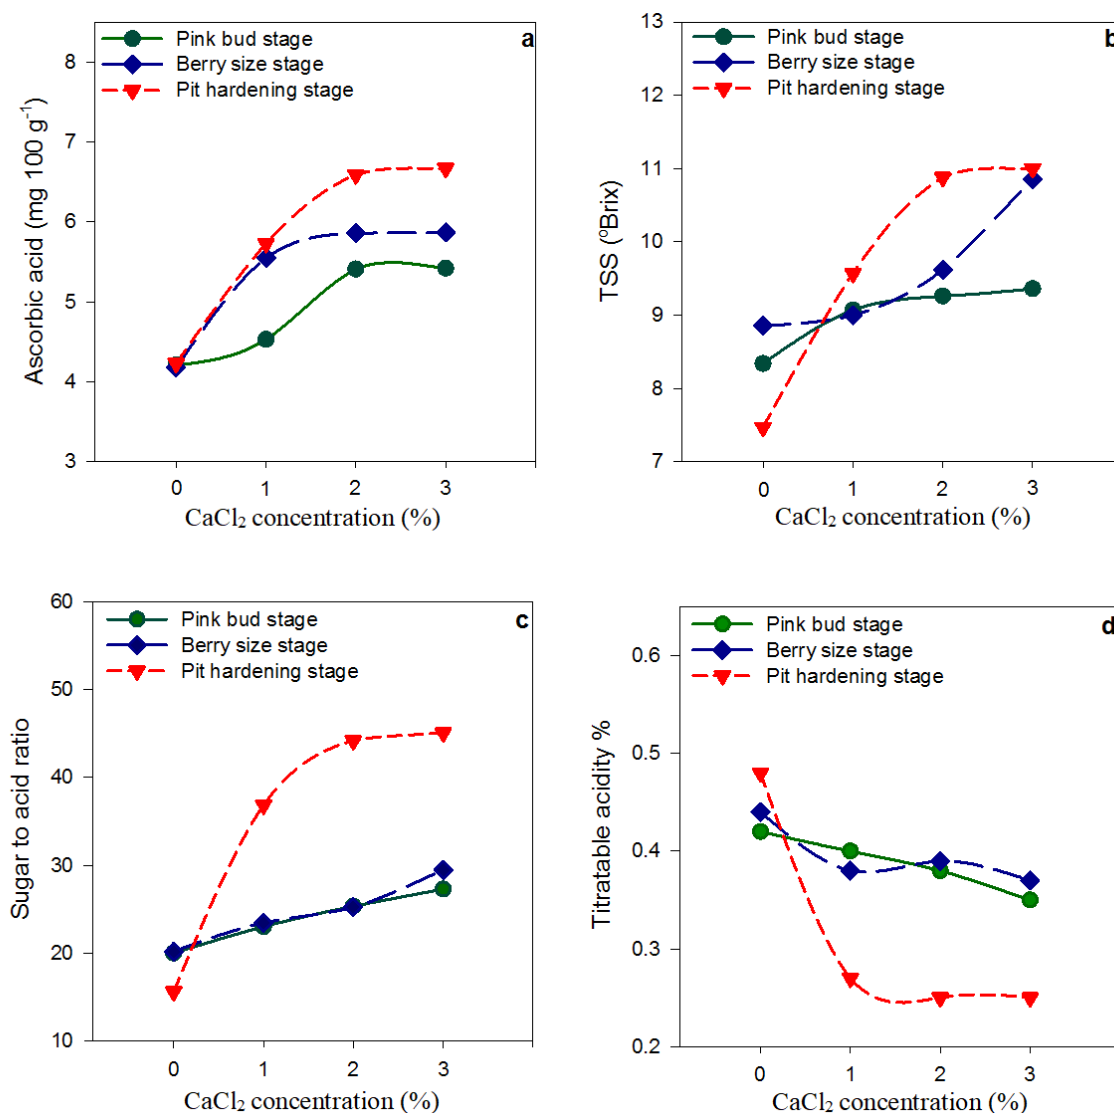 a
Pink bud stage
Berry size stage
Pit hardening stage
8
7
6
5
4
3
Ascorbic acid (mg 100 g⁻¹)
0 1 2 3
CaCl₂ concentration (%)
b
Pink bud stage
Berry size stage
Pit hardening stage
13
12
11
10
9
8
7
TSS (⁰Brix)
0 1 2 3
CaCl₂ concentration (%)
c
Pink bud stage
Berry size stage
Pit hardening stage
60
50
40
30
20
10
Sugar to acid ratio
0 1 2 3
CaCl₂ concentration (%)
d
Pink bud stage
Berry size stage
Pit hardening stage
0.6
0.5
0.4
0.3
0.2
Titratable acidity %
0 1 2 3
CaCl₂ concentration (%)